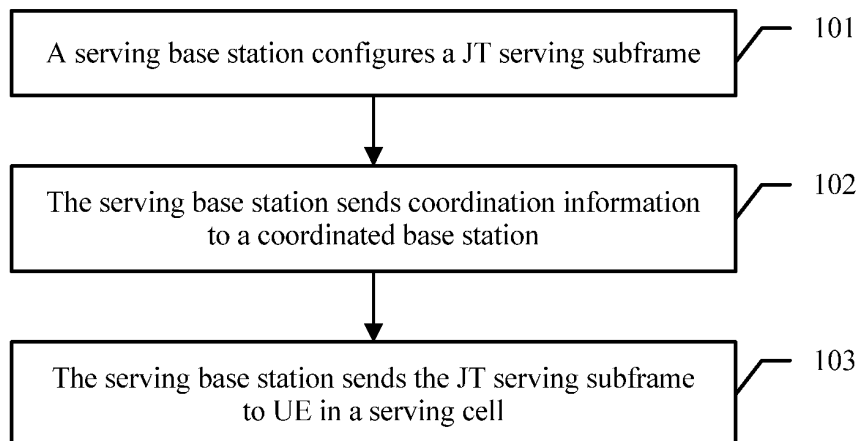 A serving base station configures a JT serving subframe
101
The serving base station sends coordination information
to a coordinated base station
102
The serving base station sends the JT serving subframe
to UE in a serving cell
103